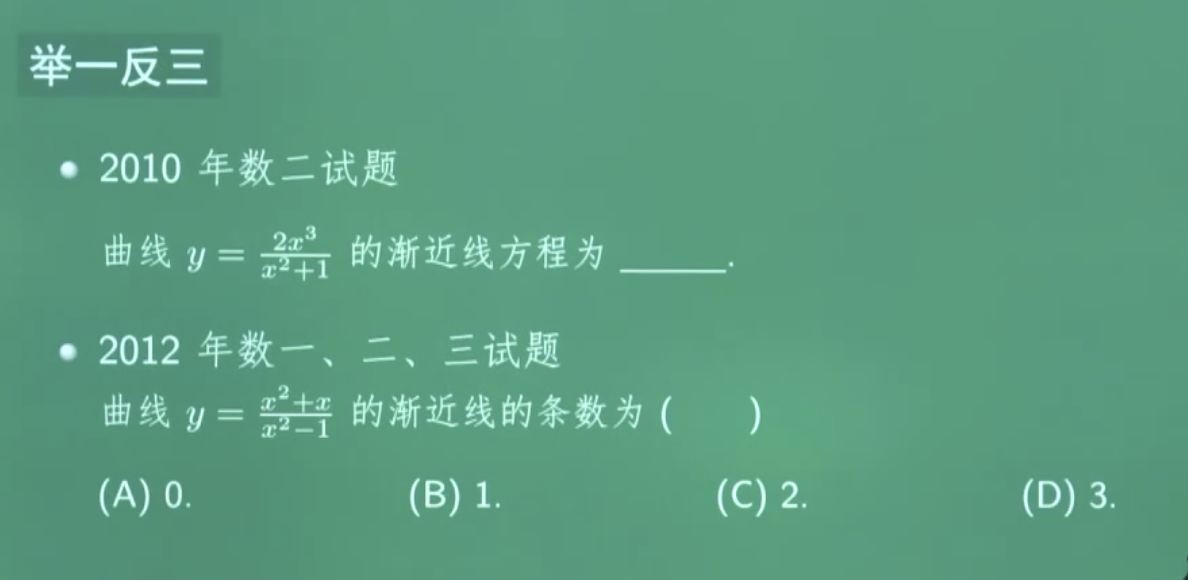 举一反三
• 2010 年数二试题
曲线 y = \frac{2x^3}{x^2+1} 的渐近线方程为 ______.
• 2012 年数一、二、三试题
曲线 y = \frac{x^2+x}{x^2-1} 的渐近线的条数为 (    )
(A) 0. (B) 1. (C) 2. (D) 3.